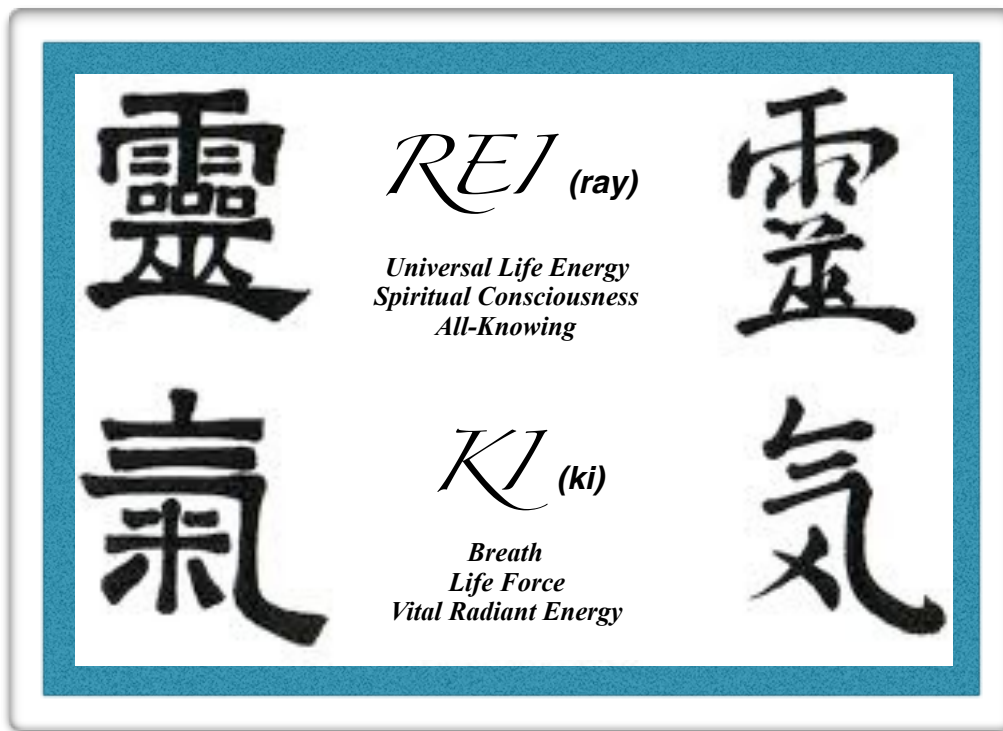 靈
REI (ray)
霊
Universal Life Energy
Spiritual Consciousness
All-Knowing
氣
KI (ki)
気
Breath
Life Force
Vital Radiant Energy